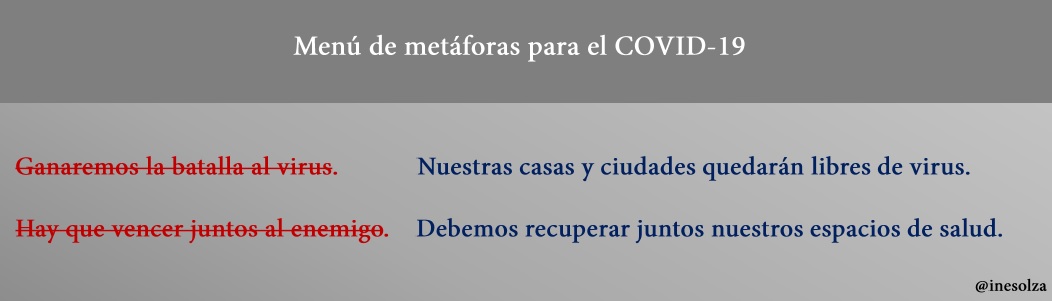 Menú de metáforas para el COVID-19
Ganaremos la batalla al virus. Nuestras casas y ciudades quedarán libres de virus.
Hay que vencer juntos al enemigo. Debemos recuperar juntos nuestros espacios de salud.
@inesolza